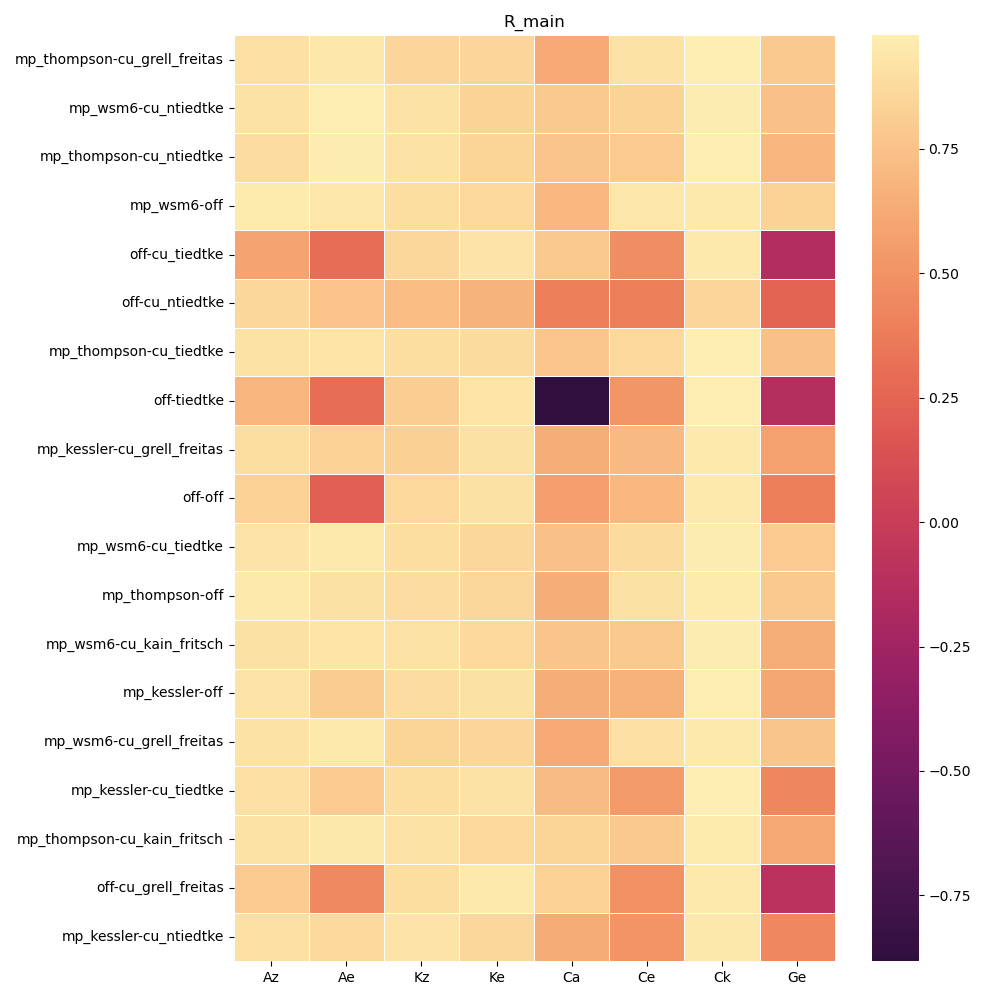 R_main
mp_thompson-cu_grell_freitas
mp_wsm6-cu_ntiedtke
mp_thompson-cu_ntiedtke
mp_wsm6-off
off-cu_tiedtke
off-cu_ntiedtke
mp_thompson-cu_tiedtke
off-tiedtke
mp_kessler-cu_grell_freitas
off-off
mp_wsm6-cu_tiedtke
mp_thompson-off
mp_wsm6-cu_kain_fritsch
mp_kessler-off
mp_wsm6-cu_grell_freitas
mp_kessler-cu_tiedtke
mp_thompson-cu_kain_fritsch
off-cu_grell_freitas
mp_kessler-cu_ntiedtke
Az Ae Kz Ke Ca Ce Ck Ge
0.75
0.50
0.25
0.00
−0.25
−0.50
−0.75